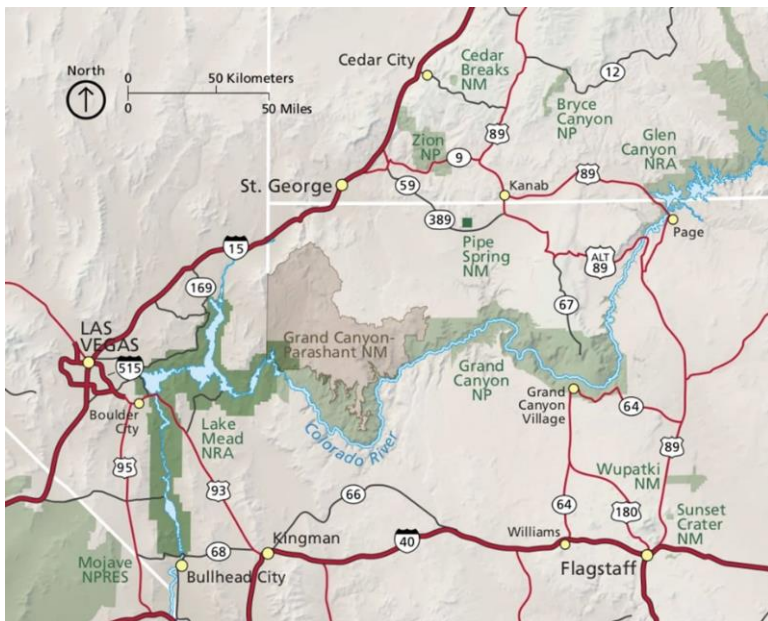 Cedar City
Cedar
Breaks
NM
12
North
0
50 Kilometers
0
50 Miles
Bryce
Canyon
NP
89
Zion
NP
Glen
Canyon
NRA
9
St. George
59
Kanab
89
389
Page
Pipe
Spring
NM
15
ALT
89
169
67
LAS
VEGAS
Grand Canyon-
Parashant NM
515
Grand
Canyon
NP
Boulder
City
Grand
Canyon
Village
64
Lake
Mead
NRA
Colorado River
89
95
Wupatki
NM
93
66
64
180
Sunset
Crater
NM
Kingman
Williams
40
68
Mojave
NPRES
Bullhead City
Flagstaff